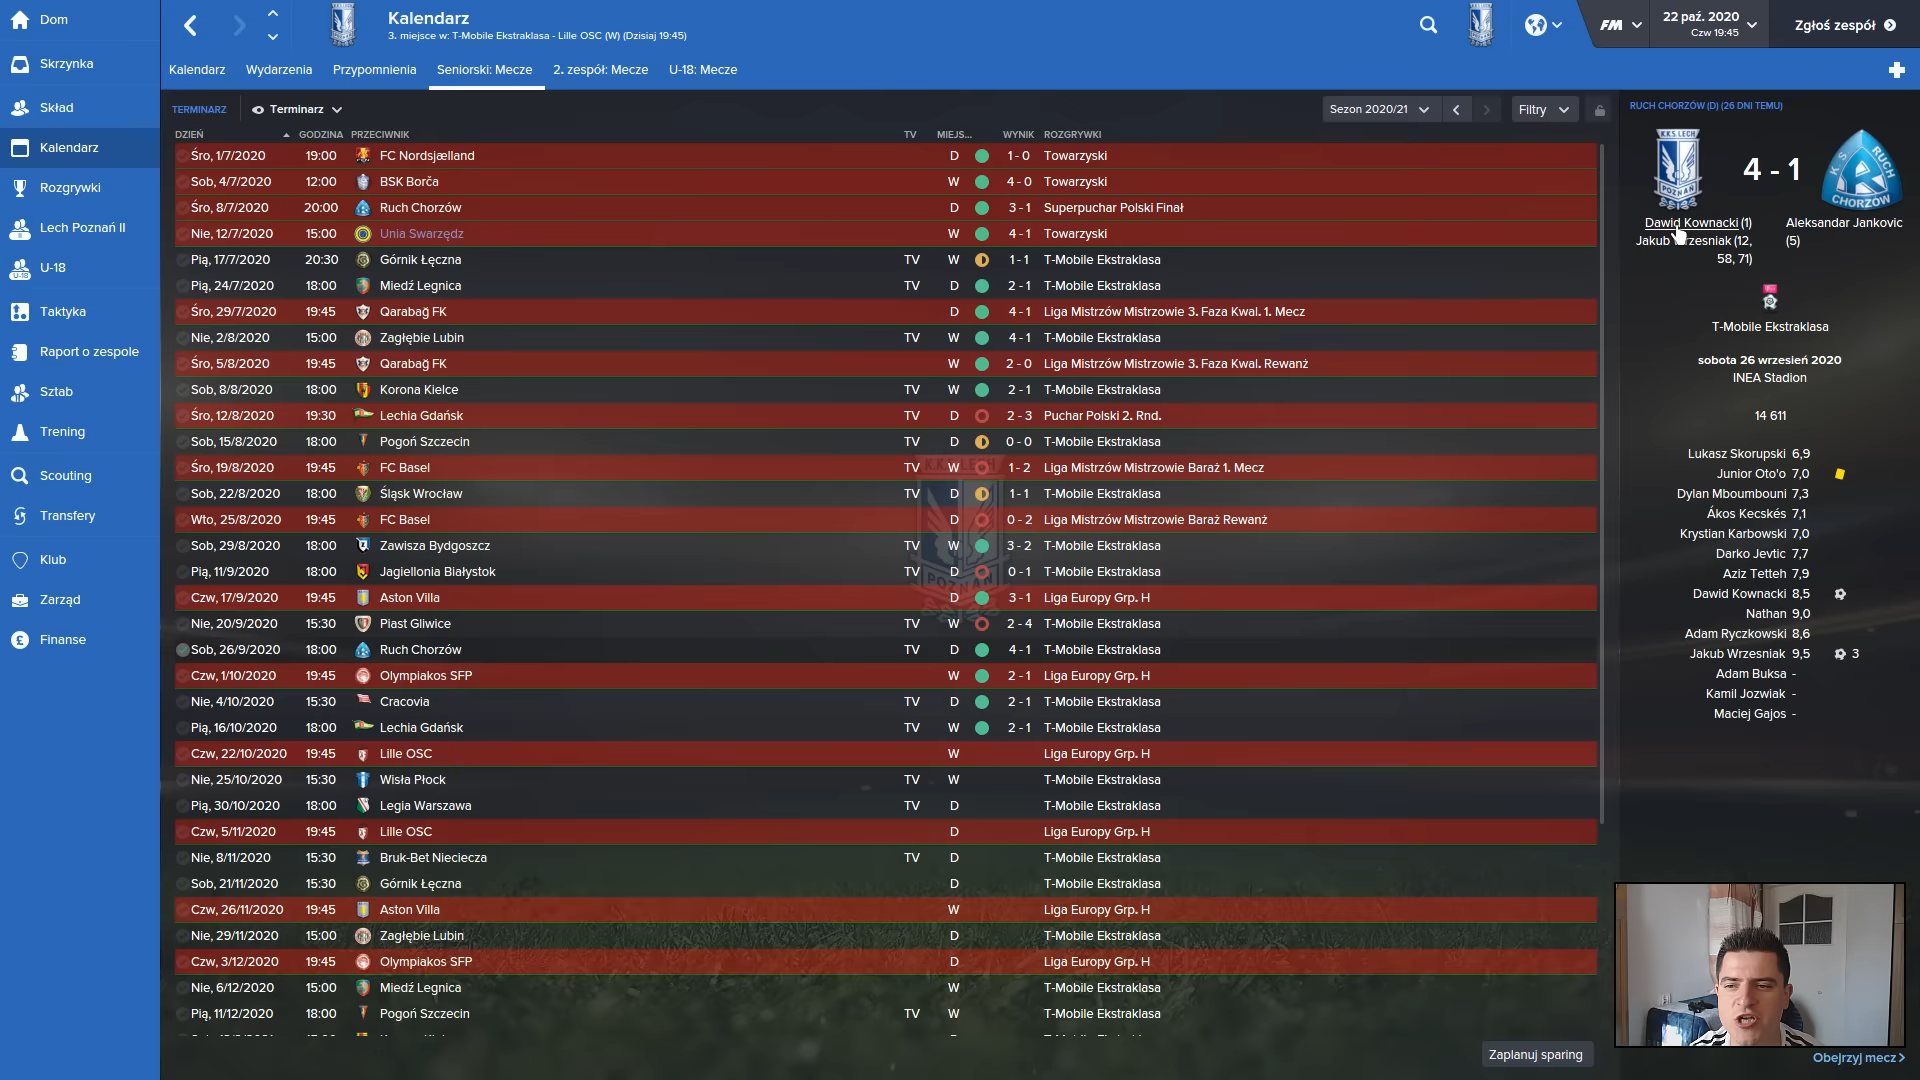 Dom
Skrzynka
Skład
Kalendarz
Rozgrywki
Lech Poznań II
U-18
Taktyka
Raport o zespole
Sztab
Trening
Scouting
Transfery
Klub
Zarząd
Finanse
Kalendarz
3. miejsce w: T-Mobile Ekstraklasa - Lille OSC (W) (Dzisiaj 19:45)
FM
22 paź. 2020
Czw 19:45
Zgłoś zespół
Kalendarz Wydarzenia Przypomnienia Seniorski: Mecze 2. zespół: Mecze U-18: Mecze
TERMINARZ Terminarz Sezon 2020/21 Filtry
DZIEŃ GODZINA PRZECIWNIK TV MIEJS... WYNIK ROZGRYWKI
Śro, 1/7/2020 19:00 FC Nordsjælland D 1 - 0 Towarzyski
Sob, 4/7/2020 12:00 BSK Borča W 4 - 0 Towarzyski
Śro, 8/7/2020 20:00 Ruch Chorzów D 3 - 1 Superpuchar Polski Finał
Nie, 12/7/2020 15:00 Unia Swarzędz W 4 - 1 Towarzyski
Pią, 17/7/2020 20:30 Górnik Łęczna TV W 1 - 1 T-Mobile Ekstraklasa
Pią, 24/7/2020 18:00 Miedź Legnica TV D 2 - 1 T-Mobile Ekstraklasa
Śro, 29/7/2020 19:45 Qarabağ FK D 4 - 1 Liga Mistrzów Mistrzowie 3. Faza Kwal. 1. Mecz
Nie, 2/8/2020 15:00 Zagłębie Lubin TV W 4 - 1 T-Mobile Ekstraklasa
Śro, 5/8/2020 19:45 Qarabağ FK W 2 - 0 Liga Mistrzów Mistrzowie 3. Faza Kwal. Rewanż
Sob, 8/8/2020 18:00 Korona Kielce TV W 2 - 1 T-Mobile Ekstraklasa
Śro, 12/8/2020 19:30 Lechia Gdańsk TV D 2 - 3 Puchar Polski 2. Rnd.
Sob, 15/8/2020 18:00 Pogoń Szczecin TV D 0 - 0 T-Mobile Ekstraklasa
Śro, 19/8/2020 19:45 FC Basel TV W 1 - 2 Liga Mistrzów Mistrzowie Baraż 1. Mecz
Sob, 22/8/2020 18:00 Śląsk Wrocław TV D 1 - 1 T-Mobile Ekstraklasa
Wto, 25/8/2020 19:45 FC Basel D 0 - 2 Liga Mistrzów Mistrzowie Baraż Rewanż
Sob, 29/8/2020 18:00 Zawisza Bydgoszcz TV W 3 - 2 T-Mobile Ekstraklasa
Pią, 11/9/2020 18:00 Jagiellonia Białystok TV D 0 - 1 T-Mobile Ekstraklasa
Czw, 17/9/2020 19:45 Aston Villa D 3 - 1 Liga Europy Grp. H
Nie, 20/9/2020 15:30 Piast Gliwice TV W 2 - 4 T-Mobile Ekstraklasa
Sob, 26/9/2020 18:00 Ruch Chorzów TV D 4 - 1 T-Mobile Ekstraklasa
Czw, 1/10/2020 19:45 Olympiakos SFP W 2 - 1 Liga Europy Grp. H
Nie, 4/10/2020 15:30 Cracovia TV D 2 - 1 T-Mobile Ekstraklasa
Pią, 16/10/2020 18:00 Lechia Gdańsk TV W 2 - 1 T-Mobile Ekstraklasa
Czw, 22/10/2020 19:45 Lille OSC W Liga Europy Grp. H
Nie, 25/10/2020 15:30 Wisła Płock TV W T-Mobile Ekstraklasa
Pią, 30/10/2020 18:00 Legia Warszawa TV D T-Mobile Ekstraklasa
Czw, 5/11/2020 19:45 Lille OSC D Liga Europy Grp. H
Nie, 8/11/2020 15:30 Bruk-Bet Nieciecza TV D T-Mobile Ekstraklasa
Sob, 21/11/2020 15:30 Górnik Łęczna D T-Mobile Ekstraklasa
Czw, 26/11/2020 19:45 Aston Villa W Liga Europy Grp. H
Nie, 29/11/2020 15:00 Zagłębie Lubin D T-Mobile Ekstraklasa
Czw, 3/12/2020 19:45 Olympiakos SFP D Liga Europy Grp. H
Nie, 6/12/2020 15:00 Miedź Legnica W T-Mobile Ekstraklasa
Pią, 11/12/2020 18:00 Pogoń Szczecin TV W T-Mobile Ekstraklasa
Zaplanuj sparing
RUCH CHORZÓW (D) (26 DNI TEMU)
K.K.S. LECH
POZNAŃ
4 - 1
K S RUCH
CHORZÓW
Dawid Kownacki (1)
Jakub Wrzesniak (12,
58, 71)
Aleksandar Jankovic
(5)
T-Mobile Ekstraklasa
sobota 26 wrzesień 2020
INEA Stadion
14 611
Lukasz Skorupski 6,9
Junior Oto'o 7,0
Dylan Mboumbouni 7,3
Ákos Kecskés 7,1
Krystian Karbowski 7,0
Darko Jevtic 7,7
Aziz Tetteh 7,9
Dawid Kownacki 8,5
Nathan 9,0
Adam Ryczkowski 8,6
Jakub Wrzesniak 9,5 3
Adam Buksa -
Kamil Jozwiak -
Maciej Gajos -
Obejrzyj mecz